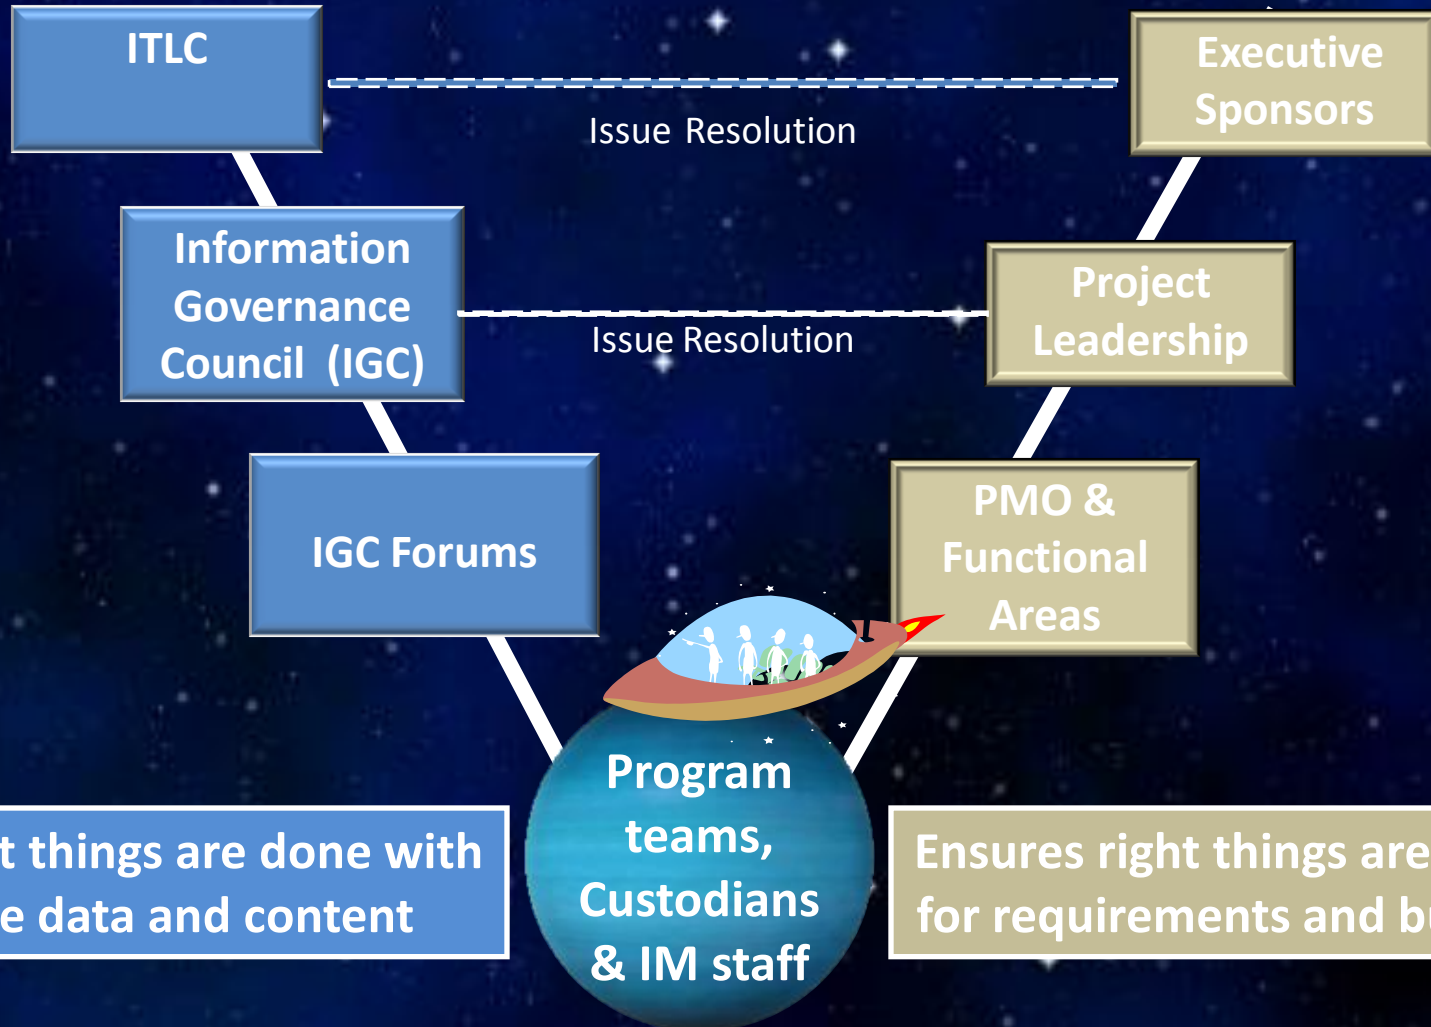 ITLC
Executive
Sponsors
Issue Resolution
Information
Governance
Council (IGC)
Project
Leadership
Issue Resolution
IGC Forums
PMO &
Functional
Areas
Program
teams,
Custodians
& IM staff
things are done with
data and content
Ensures right things are
for requirements and